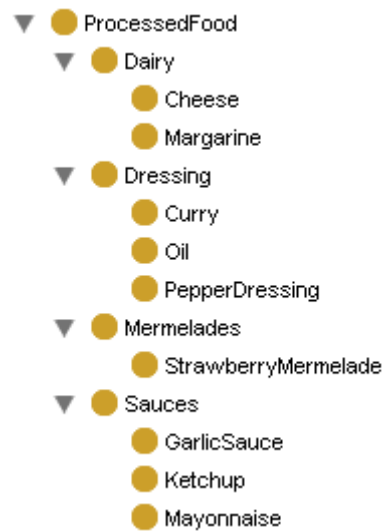 ProcessedFood
Dairy
Cheese
Margarine
Dressing
Curry
Oil
PepperDressing
Mermelades
StrawberryMermelade
Sauces
GarlicSauce
Ketchup
Mayonnaise